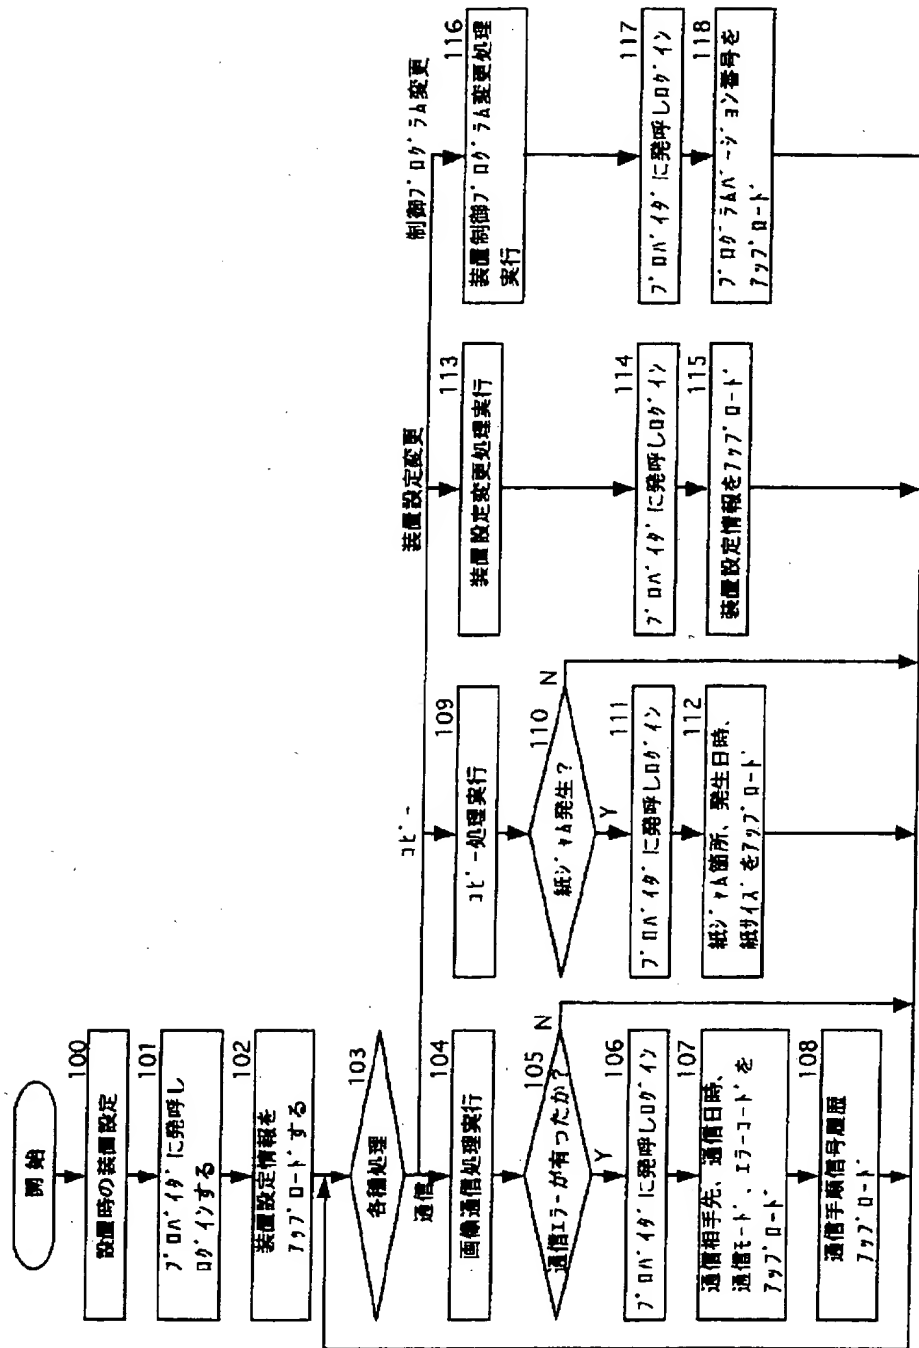 開始
100
設置時の装置設定
101
プロバイダに発呼し
ログインする
102
装置設定情報を
アップロードする
103
各種処理
通信
コピー
装置設定変更
制御プログラム変更
104
画像通信処理実行
105
通信エラーが有ったか?
N
Y
106
プロバイダに発呼しログイン
107
通信相手先、通信日時、
通信モード、エラーコードを
アップロード
108
通信手順信号履歴
アップロード
109
コピー処理実行
110
紙ジャム発生?
N
Y
111
プロバイダに発呼しログイン
112
紙ジャム箇所、発生日時、
紙サイズをアップロード
113
装置設定変更処理実行
114
プロバイダに発呼しログイン
115
装置設定情報をアップロード
116
装置制御プログラム変更処理
実行
117
プロバイダに発呼しログイン
118
プログラムバージョン番号を
アップロード